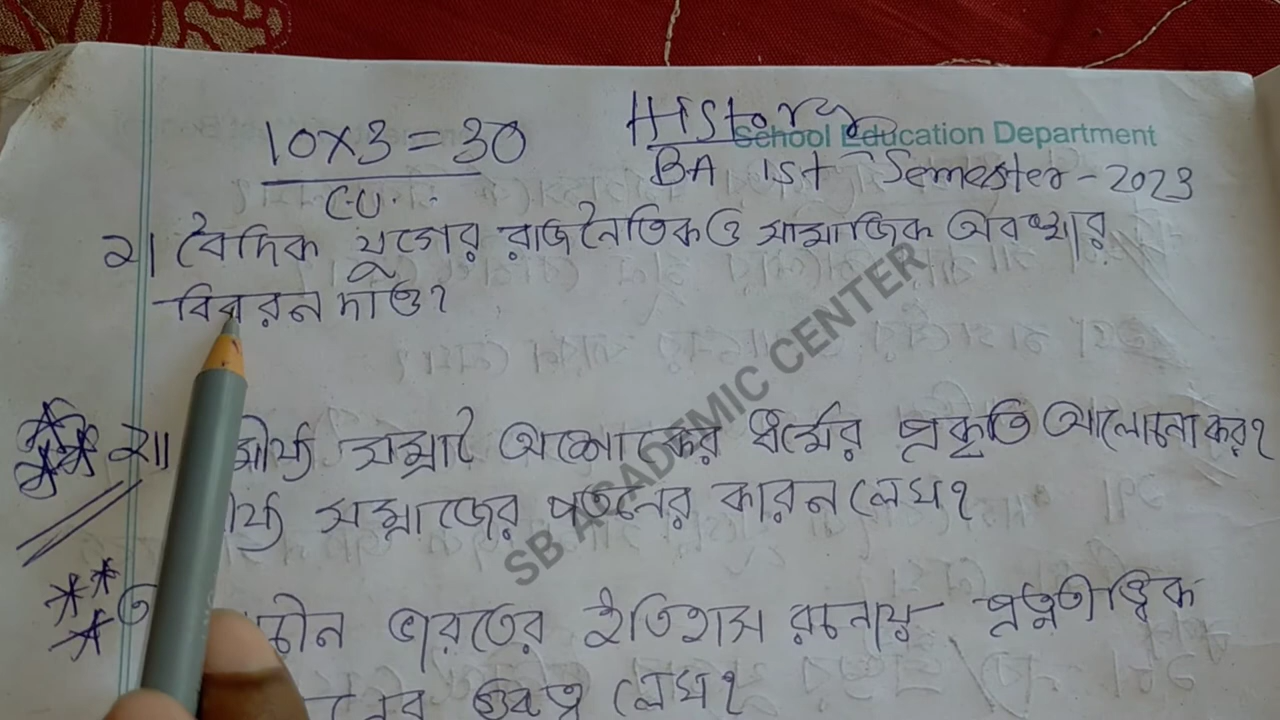 10×3=30
History
School Education Department
C.U.
BA 1st Semester-2023
২। বৈদিক যুগের রাজনৈতিক ও সামাজিক অবস্থার
বিবরন দাও?
২।। মৌর্য্য সম্রাট অশোকের ধর্মের প্রকৃতি আলোচনা কর?
সম্রাজের পতনের কারন লেখ?
ভারতের ইতিহাস রচনায় প্রত্নতাত্ত্বিক
গুরুত্ব লেখ?
SB ACADEMIC CENTER